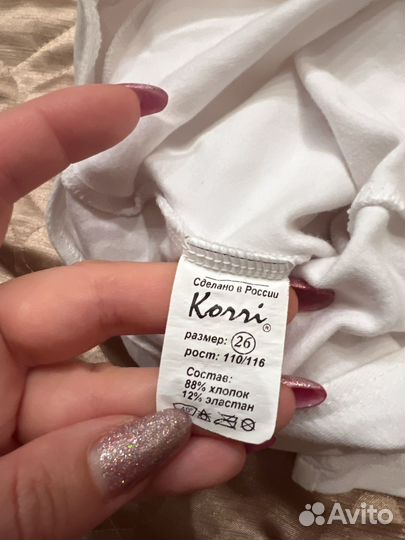 Сделано в России
Korri®
размер: 26
рост: 110/116
Состав:
88% хлопок
12% эластан
Avito